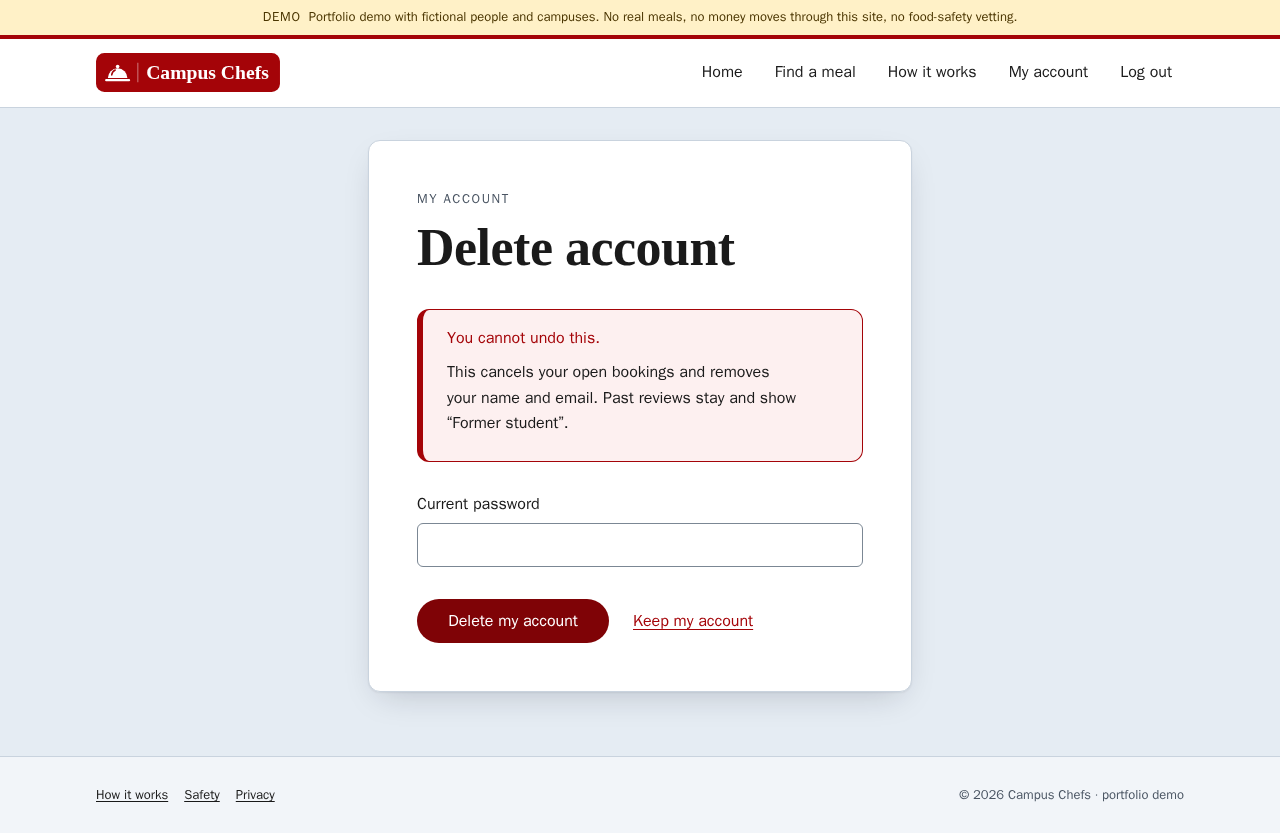 DEMO Portfolio demo with fictional people and campuses. No real meals, no money moves through this site, no food-safety vetting.
Campus Chefs
Home
Find a meal
How it works
My account
Log out
MY ACCOUNT
Delete account
You cannot undo this.
This cancels your open bookings and removes
your name and email. Past reviews stay and show
“Former student”.
Current password
Delete my account
Keep my account
How it works
Safety
Privacy
© 2026 Campus Chefs · portfolio demo